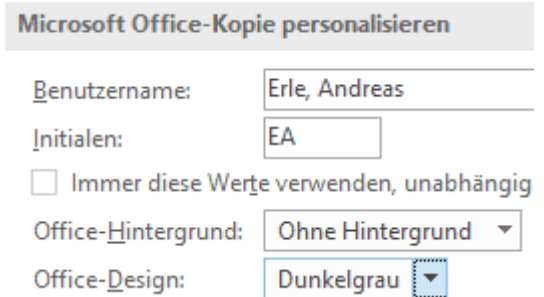 Microsoft Office-Kopie personalisieren
Benutzername: Erle, Andreas
Initialen: EA
Immer diese Werte verwenden, unabhängig
Office-Hintergrund: Ohne Hintergrund
Office-Design: Dunkelgrau